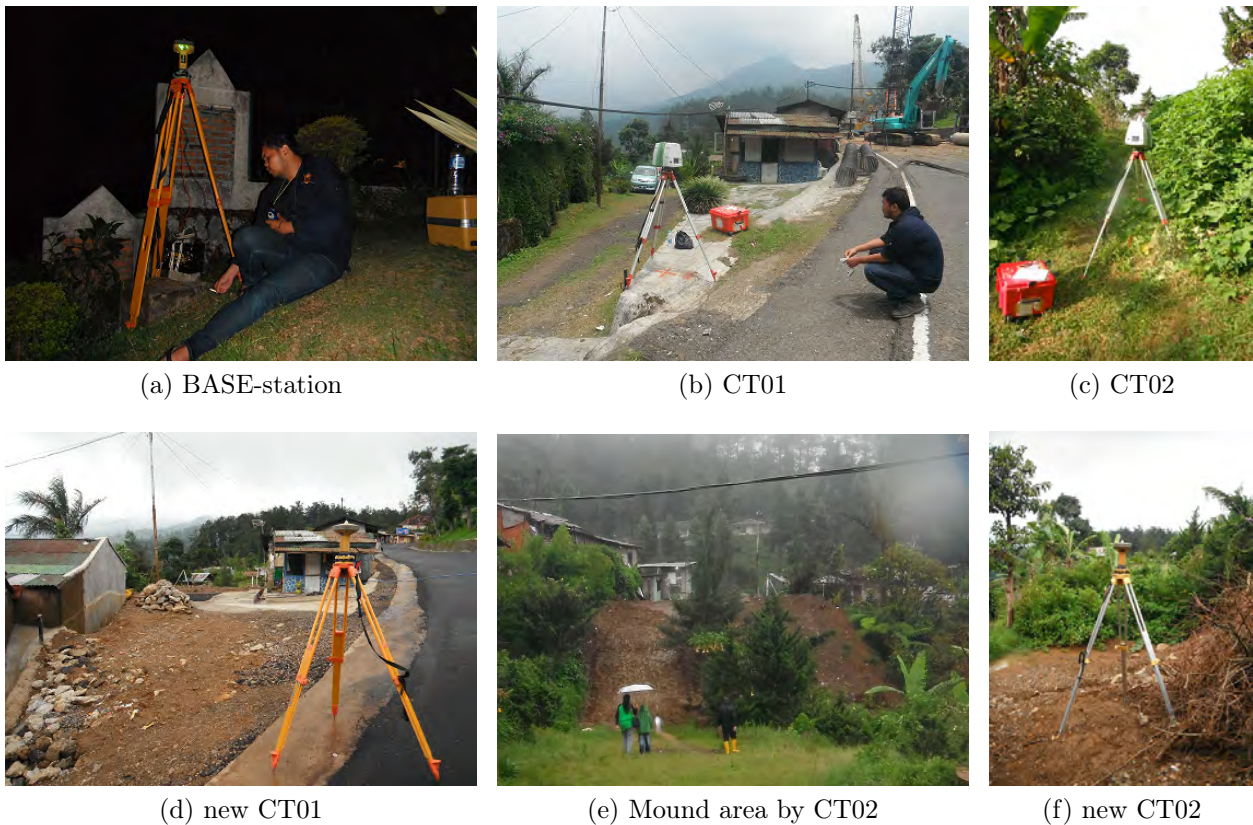 (a) BASE-station
(b) CT01
(c) CT02
(d) new CT01
(e) Mound area by CT02
(f) new CT02